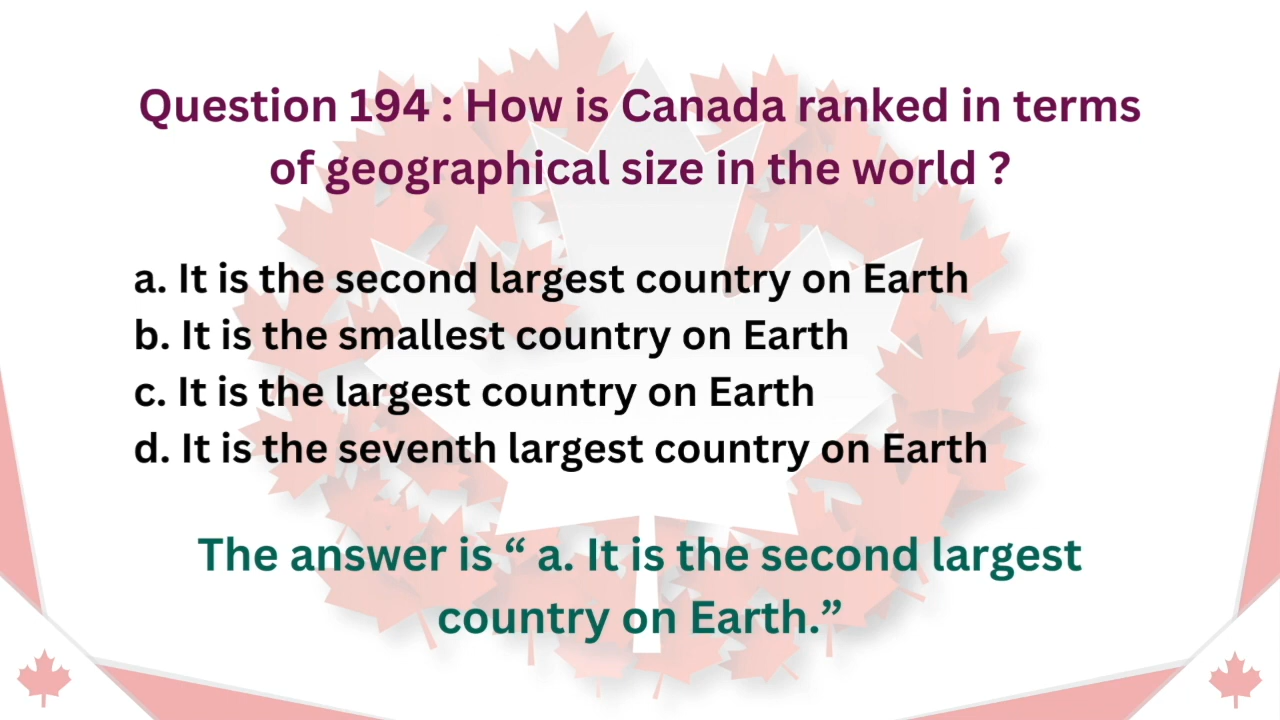 Question 194 : How is Canada ranked in terms
of geographical size in the world ?
a. It is the second largest country on Earth
b. It is the smallest country on Earth
c. It is the largest country on Earth
d. It is the seventh largest country on Earth
The answer is “ a. It is the second largest
country on Earth.”